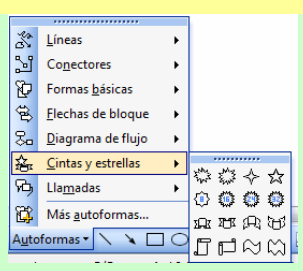 Líneas
Conectores
Formas básicas
Flechas de bloque
Diagrama de flujo
Cintas y estrellas
Llamadas
Más autoformas...
Autoformas